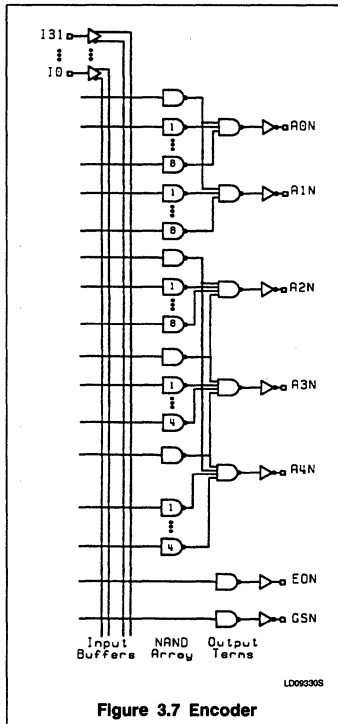 I31
I0
A0N
1
8
A1N
1
8
A2N
1
8
A3N
1
4
A4N
1
4
EON
GSN
Input Buffers
NAND Array
Output Terms
LD09330S
Figure 3.7 Encoder